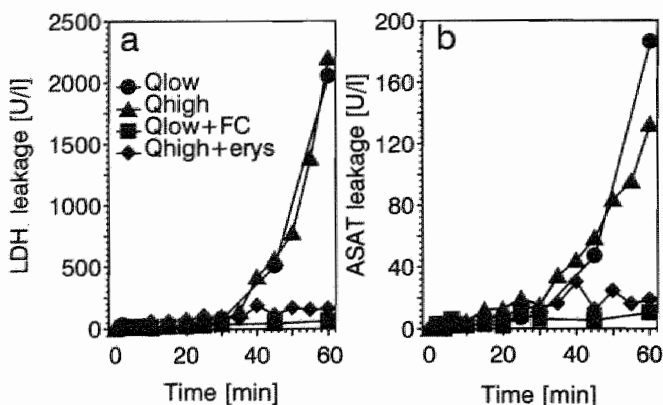 a
b
LDH. leakage [U/l]
2500
2000
1500
1000
500
0
Qlow
Qhigh
Qlow+FC
Qhigh+erys
0
20
40
60
Time [min]
ASAT leakage [U/l]
200
160
120
80
40
0
0
20
40
60
Time [min]